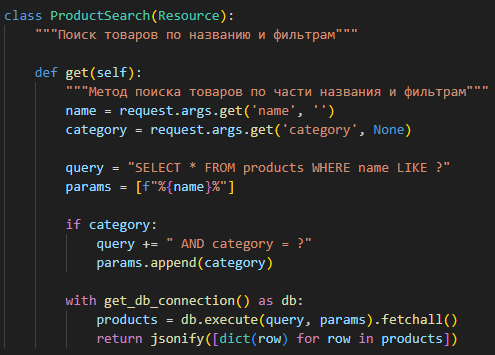 class ProductSearch(Resource):
    """Поиск товаров по названию и фильтрам"""

    def get(self):
        """Метод поиска товаров по части названия и фильтрам"""
        name = request.args.get('name', '')
        category = request.args.get('category', None)

        query = "SELECT * FROM products WHERE name LIKE ?"
        params = [f"%{name}%"]

        if category:
            query += " AND category = ?"
            params.append(category)

        with get_db_connection() as db:
            products = db.execute(query, params).fetchall()
            return jsonify([dict(row) for row in products])